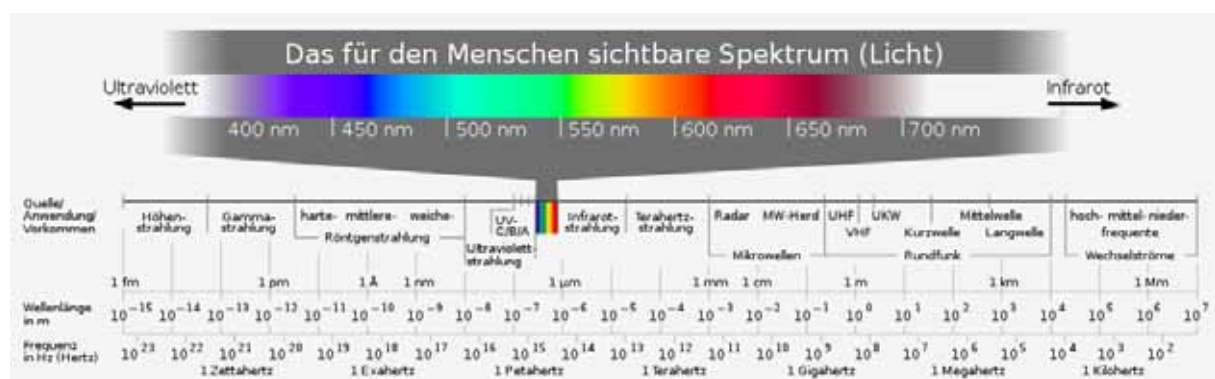 Das für den Menschen sichtbare Spektrum (Licht)
Ultraviolett
Infrarot
400 nm 450 nm 500 nm 550 nm 600 nm 650 nm 700 nm
Quelle/
Anwendung/
Vorkommen
Höhen-
strahlung
Gamma-
strahlung
harte- mittlere- weiche-
Röntgenstrahlung
UV-
C/B/A
Ultraviolett-
strahlung
Infrarot-
strahlung
Terahertz-
strahlung
Radar MW-Herd
Mikrowellen
UHF UKW Mittelwelle
VHF Kurzwelle Langwelle
Rundfunk
hoch- mittel- nieder-
frequente
Wechselströme
1 fm 1 pm 1 Å 1 nm 1 µm 1 mm 1 cm 1 m 1 km 1 Mm
Wellenlänge
in m
10⁻¹⁵ 10⁻¹⁴ 10⁻¹³ 10⁻¹² 10⁻¹¹ 10⁻¹⁰ 10⁻⁹ 10⁻⁸ 10⁻⁷ 10⁻⁶ 10⁻⁵ 10⁻⁴ 10⁻³ 10⁻² 10⁻¹ 10⁰ 10¹ 10² 10³ 10⁴ 10⁵ 10⁶ 10⁷
Frequenz
in Hz (Hertz)
10²³ 10²² 10²¹ 10²⁰ 10¹⁹ 10¹⁸ 10¹⁷ 10¹⁶ 10¹⁵ 10¹⁴ 10¹³ 10¹² 10¹¹ 10¹⁰ 10⁹ 10⁸ 10⁷ 10⁶ 10⁵ 10⁴ 10³ 10²
1 Zettahertz 1 Exahertz 1 Petahertz 1 Terahertz 1 Gigahertz 1 Megahertz 1 Kilohertz